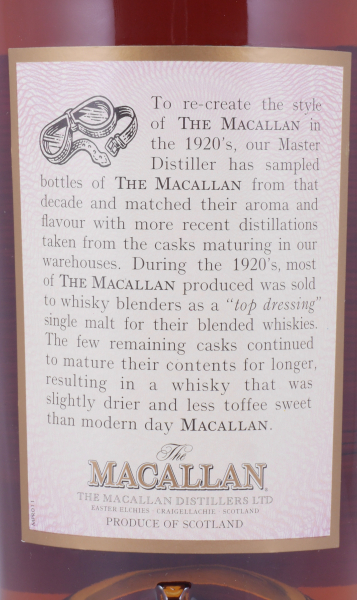 To re-create the style
of THE MACALLAN in
the 1920's, our Master
Distiller has sampled
bottles of THE MACALLAN from that
decade and matched their aroma and
flavour with more recent distillations
taken from the casks maturing in our
warehouses. During the 1920's, most
of THE MACALLAN produced was sold
to whisky blenders as a "top dressing"
single malt for their blended whiskies.
The few remaining casks continued
to mature their contents for longer,
resulting in a whisky that was
slightly drier and less toffee sweet
than modern day MACALLAN.
The
MACALLAN
THE MACALLAN DISTILLERS LTD
EASTER ELCHIES · CRAIGELLACHIE · SCOTLAND
PRODUCE OF SCOTLAND